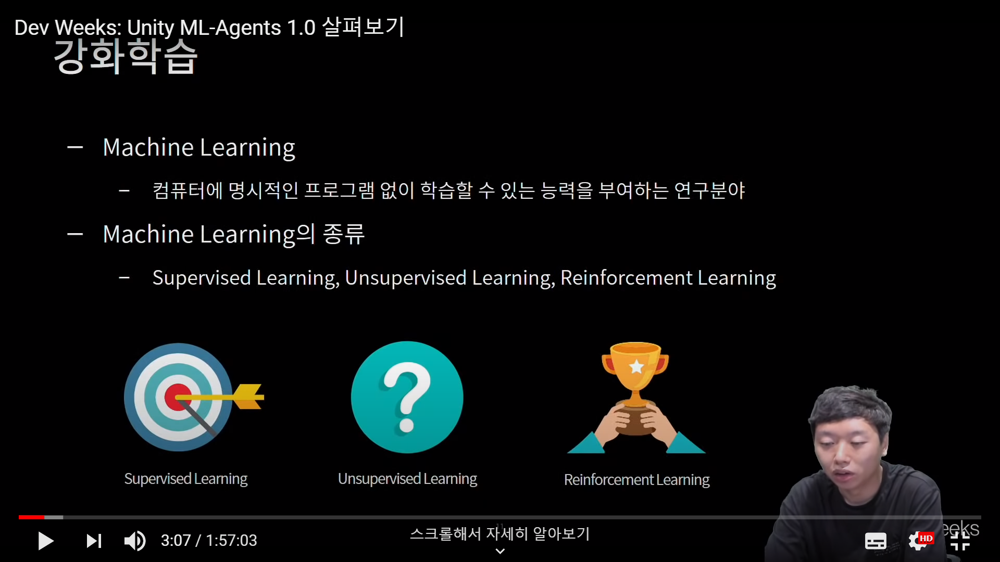 Dev Weeks: Unity ML-Agents 1.0 살펴보기
강화학습
– Machine Learning
– 컴퓨터에 명시적인 프로그램 없이 학습할 수 있는 능력을 부여하는 연구분야
– Machine Learning의 종류
– Supervised Learning, Unsupervised Learning, Reinforcement Learning
Supervised Learning
Unsupervised Learning
Reinforcement Learning
11
스크롤해서 자세히 알아보기
3:07 / 1:57:03
HD